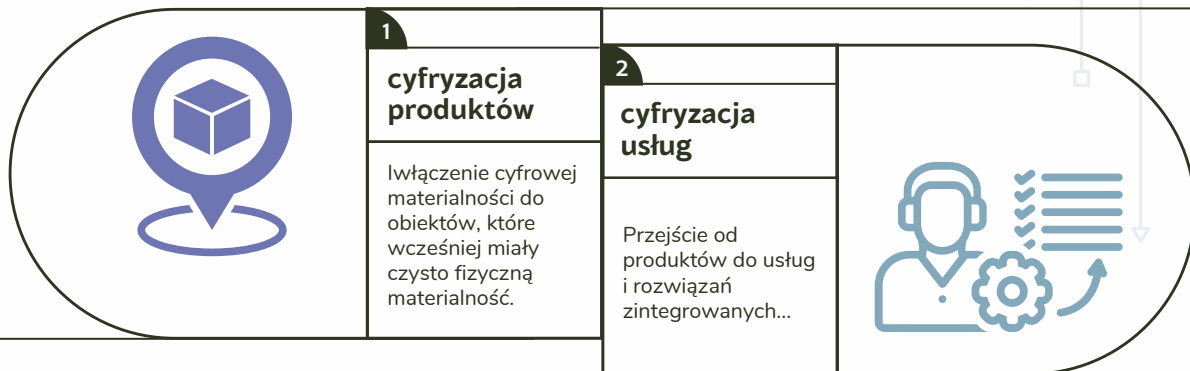 1
cyfryzacja
produktów
Iwłączenie cyfrowej
materialności do
obiektów, które
wcześniej miały
czysto fizyczną
materialność.
2
cyfryzacja
usług
Przejście od
produktów do usług
i rozwiązań
zintegrowanych...